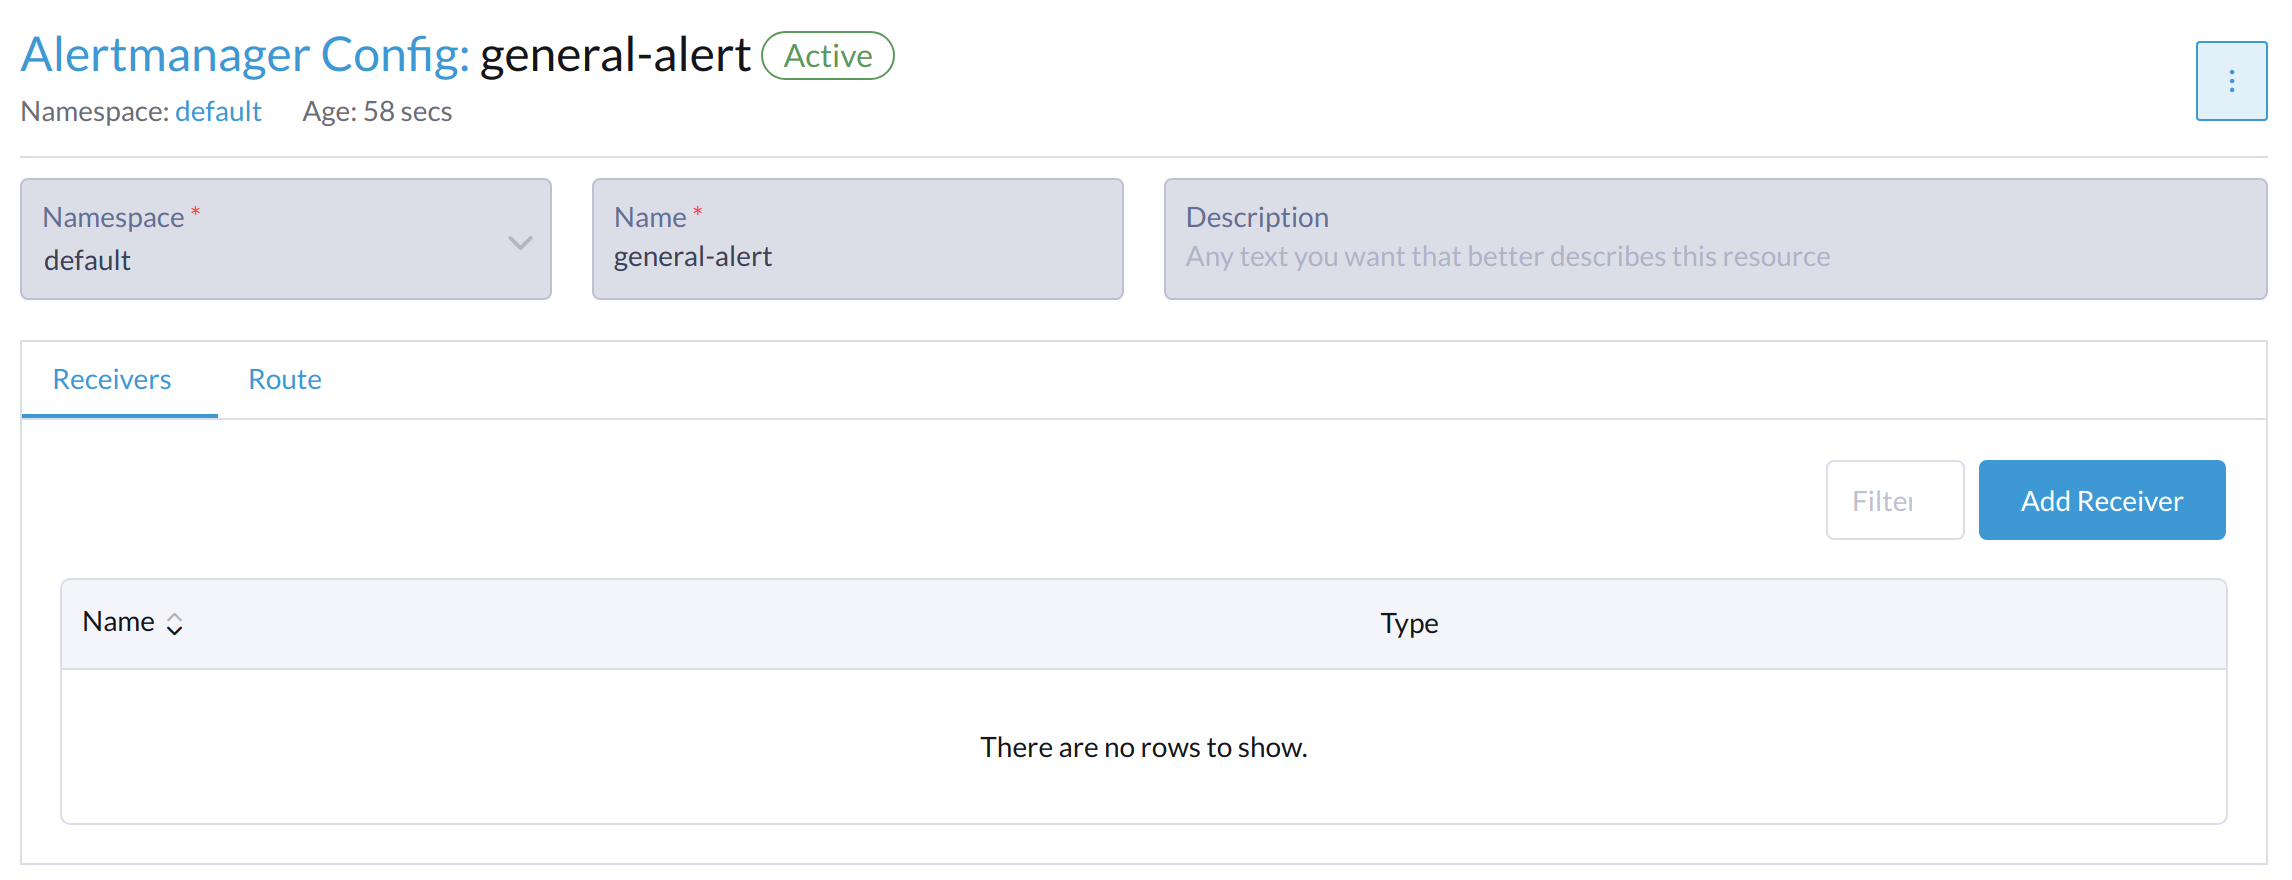 Alertmanager Config: general-alert Active
Namespace: default Age: 58 secs
Namespace * Name * Description
default general-alert Any text you want that better describes this resource
Receivers Route
Filter Add Receiver
Name Type
There are no rows to show.